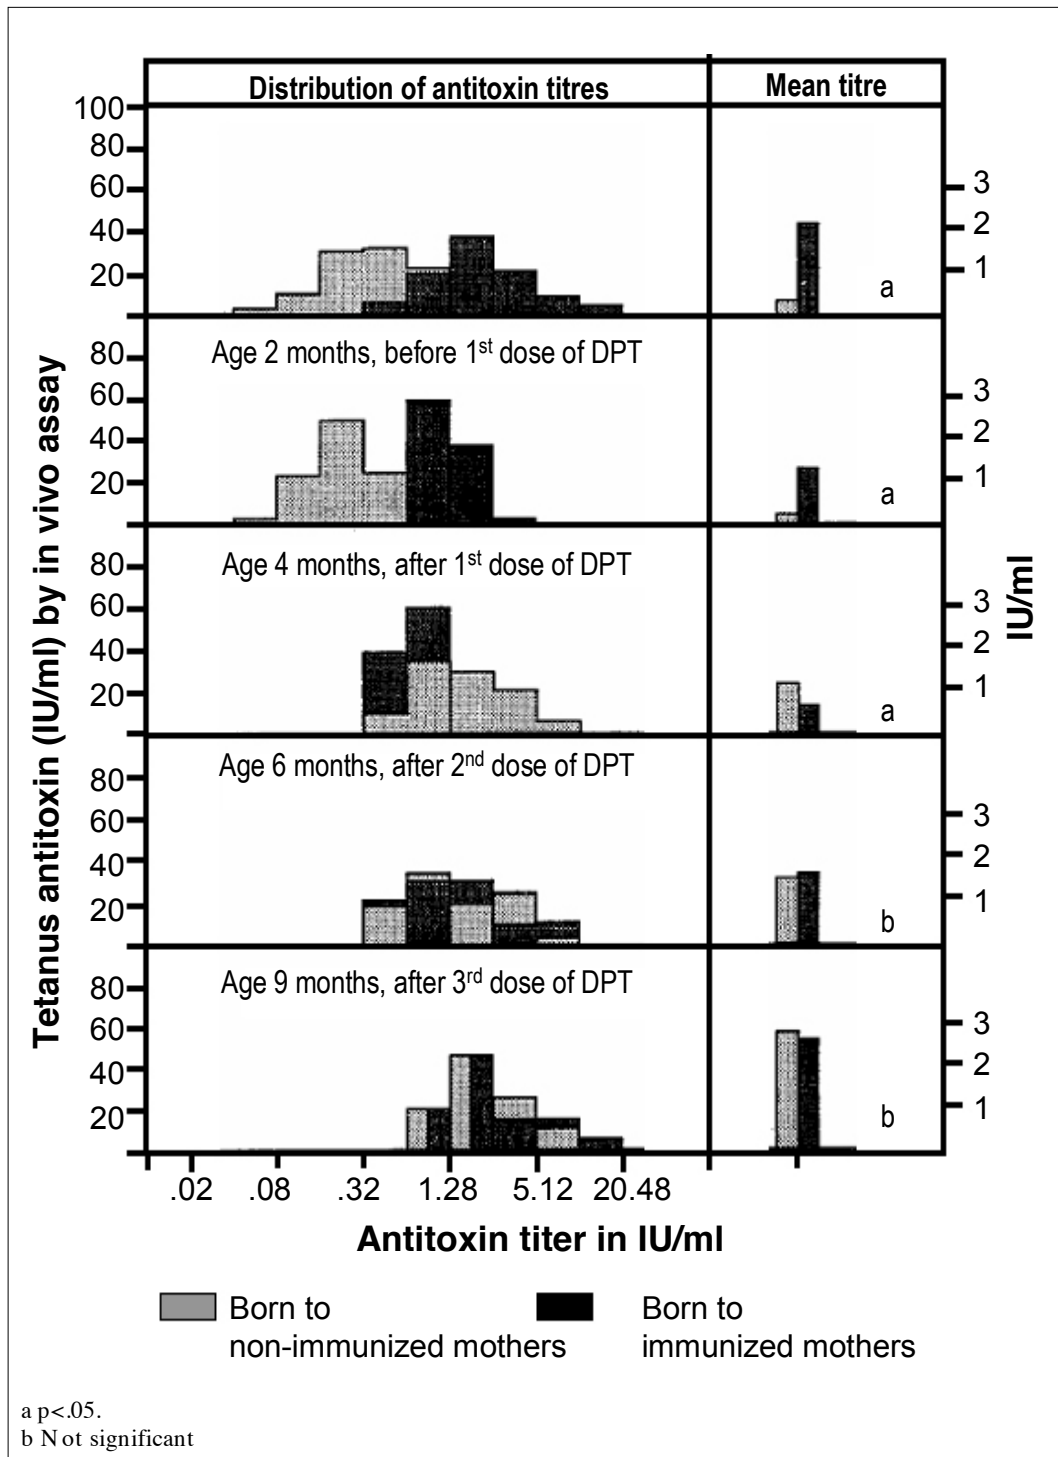 Distribution of antitoxin titres
Mean titre
100
80
60
40
20
3
2
1
a
Age 2 months, before 1st dose of DPT
80
60
40
20
3
2
1
a
Age 4 months, after 1st dose of DPT
80
60
40
20
3
2
1
a
Age 6 months, after 2nd dose of DPT
80
60
40
20
3
2
1
b
Age 9 months, after 3rd dose of DPT
80
60
40
20
3
2
1
b
Tetanus antitoxin (IU/ml) by in vivo assay
IU/ml
.02 .08 .32 1.28 5.12 20.48
Antitoxin titer in IU/ml
Born to
non-immunized mothers
Born to
immunized mothers
a p<.05.
b Not significant